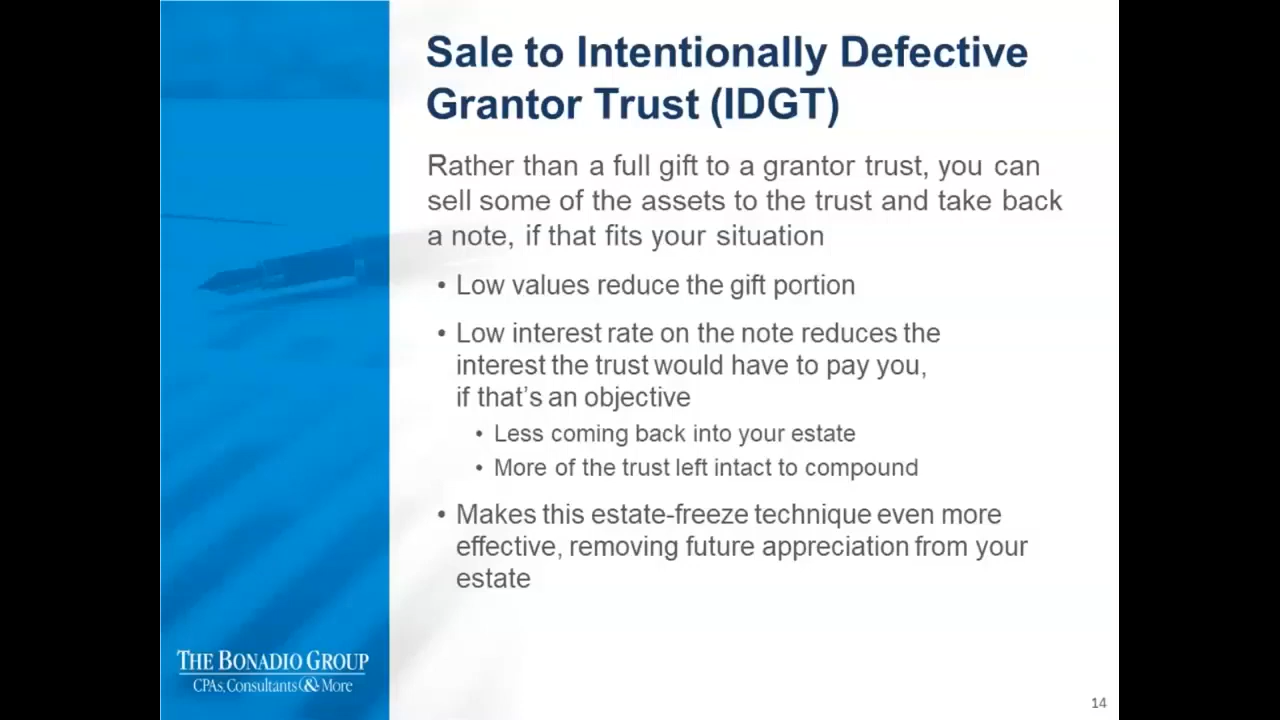 Sale to Intentionally Defective
Grantor Trust (IDGT)
Rather than a full gift to a grantor trust, you can
sell some of the assets to the trust and take back
a note, if that fits your situation
• Low values reduce the gift portion
• Low interest rate on the note reduces the
interest the trust would have to pay you,
if that’s an objective
• Less coming back into your estate
• More of the trust left intact to compound
• Makes this estate-freeze technique even more
effective, removing future appreciation from your
estate
THE BONADIO GROUP
CPAs, Consultants & More
14